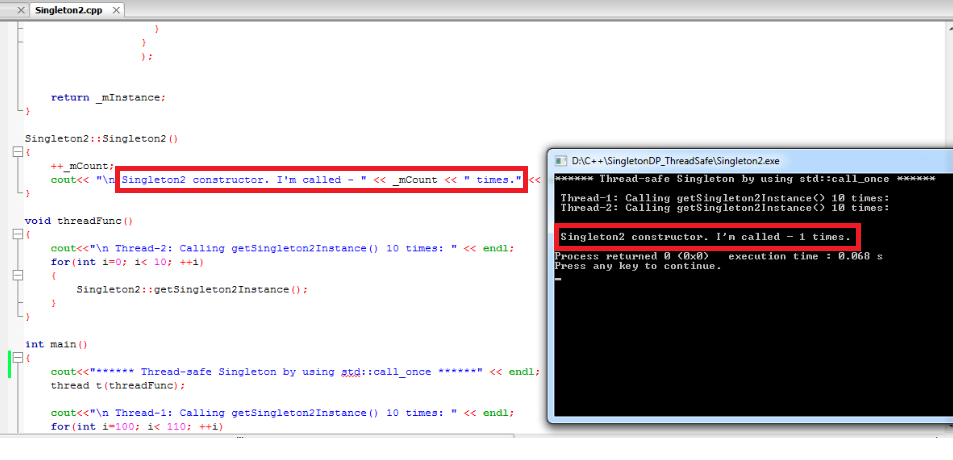 Singleton2.cpp
}
}
);
return _mInstance;
}
Singleton2::Singleton2()
{
++_mCount;
cout<< "\n Singleton2 constructor. I'm called - " << _mCount << " times." <<
}
void threadFunc()
{
cout<<"\n Thread-2: Calling getSingleton2Instance() 10 times: " << endl;
for(int i=0; i< 10; ++i)
{
Singleton2::getSingleton2Instance();
}
}
int main()
{
cout<<"****** Thread-safe Singleton by using std::call_once ******" << endl;
thread t(threadFunc);
cout<<"\n Thread-1: Calling getSingleton2Instance() 10 times: " << endl;
for(int i=100; i< 110; ++i)
D:\C++\SingletonDP_ThreadSafe\Singleton2.exe
****** Thread-safe Singleton by using std::call_once ******
Thread-1: Calling getSingleton2Instance() 10 times:
Thread-2: Calling getSingleton2Instance() 10 times:
Singleton2 constructor. I'm called - 1 times.
Process returned 0 (0x0)   execution time : 0.068 s
Press any key to continue.